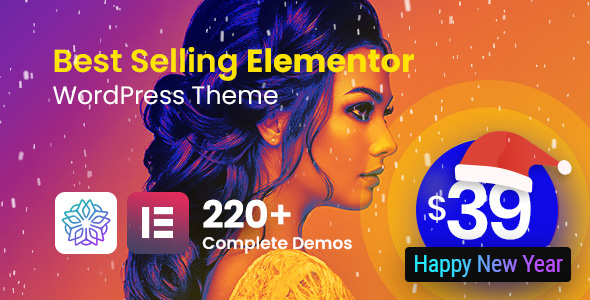 Best Selling Elementor
WordPress Theme
220+
Complete Demos
$39
Happy New Year